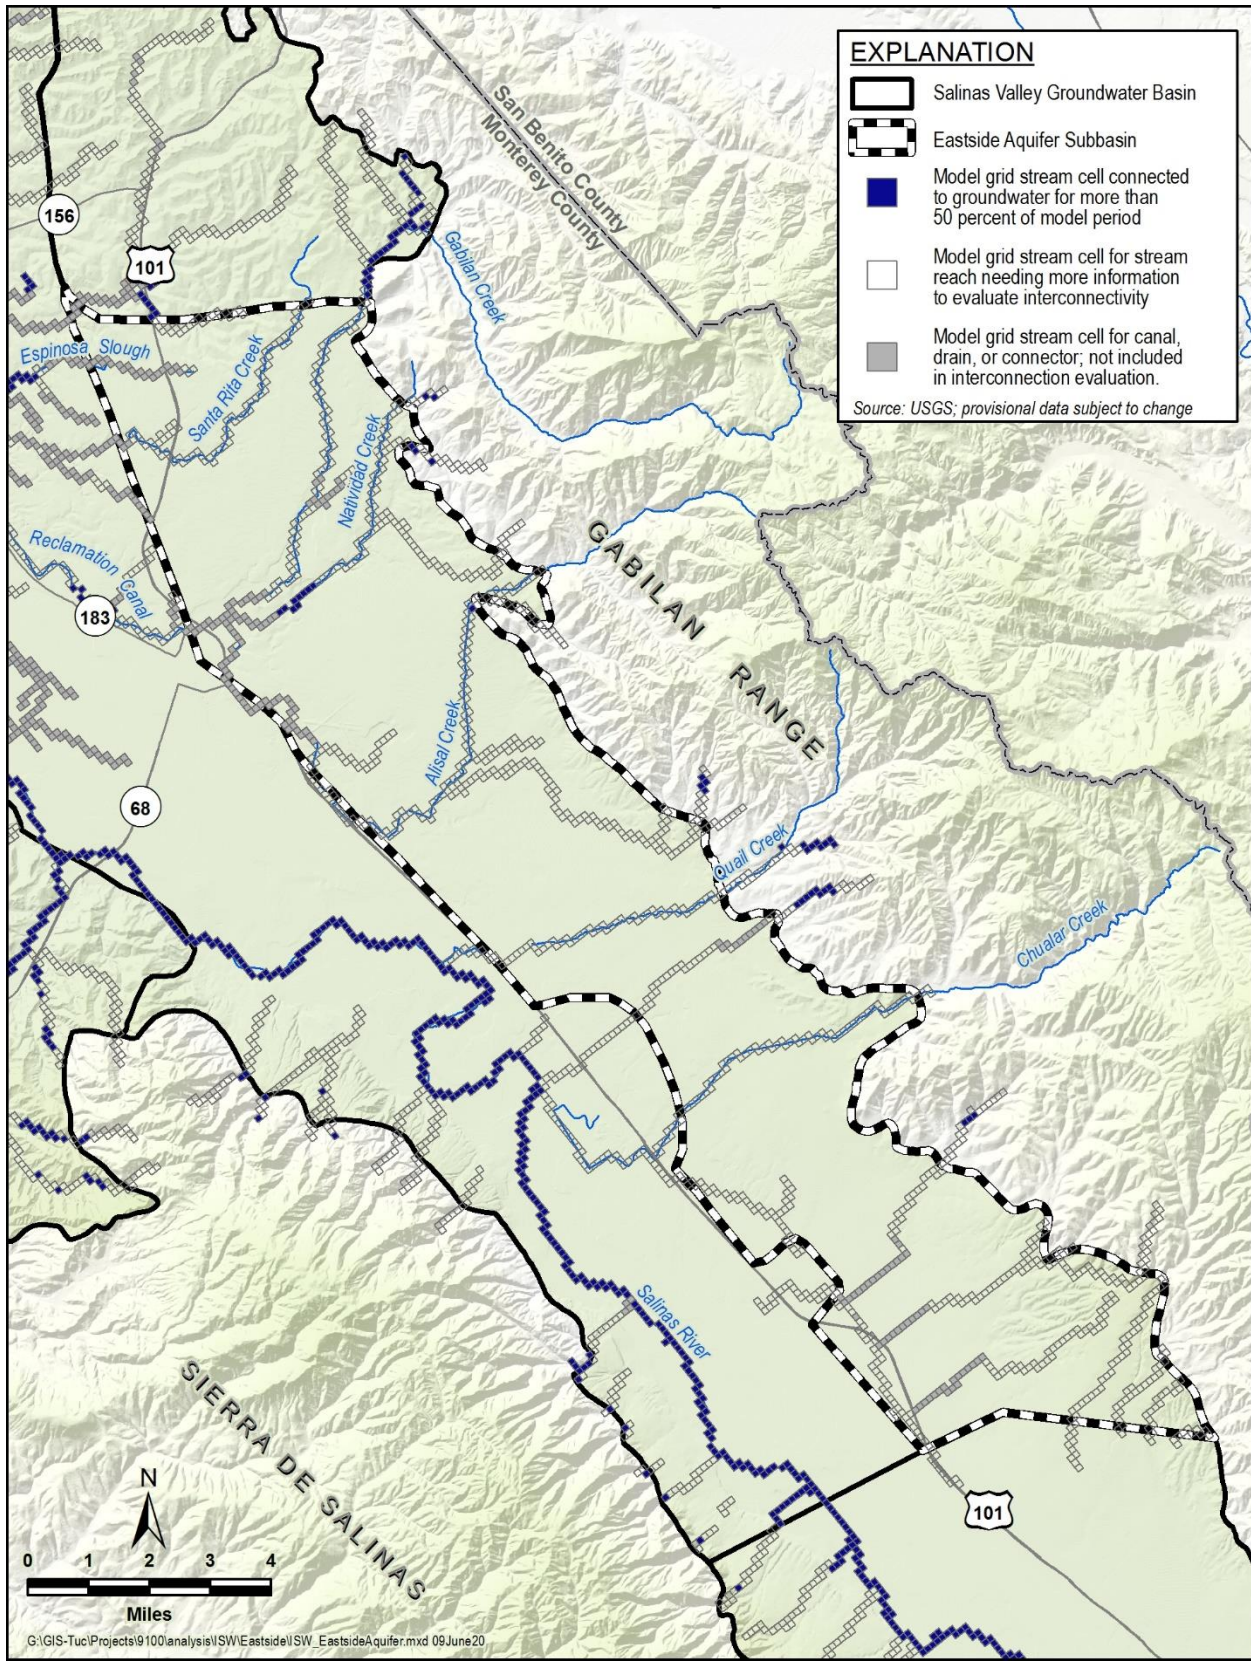 EXPLANATION
Salinas Valley Groundwater Basin
Eastside Aquifer Subbasin
Model grid stream cell connected
to groundwater for more than
50 percent of model period
Model grid stream cell for stream
reach needing more information
to evaluate interconnectivity
Model grid stream cell for canal,
drain, or connector; not included
in interconnection evaluation.
Source: USGS; provisional data subject to change
San Benito County
Monterey County
156
101
Gabilan Creek
Espinosa Slough
Santa Rita Creek
Natividad Creek
Reclamation Canal
183
GABILAN RANGE
Alisal Creek
68
Quail Creek
Chualar Creek
Salinas River
SIERRA DE SALINAS
101
N
0 1 2 3 4
Miles
G:\GIS-Tuc\Projects\9100\analysis\ISW\Eastside\ISW_EastsideAquifer.mxd 09June20